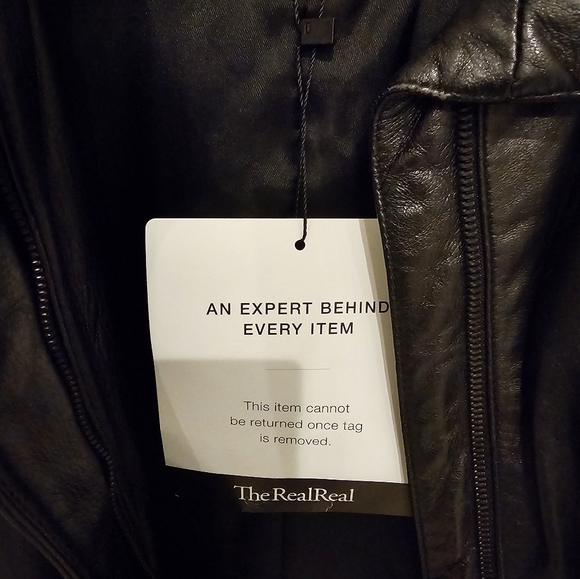 AN EXPERT BEHIND
EVERY ITEM
This item cannot
be returned once tag
is removed.
TheRealReal